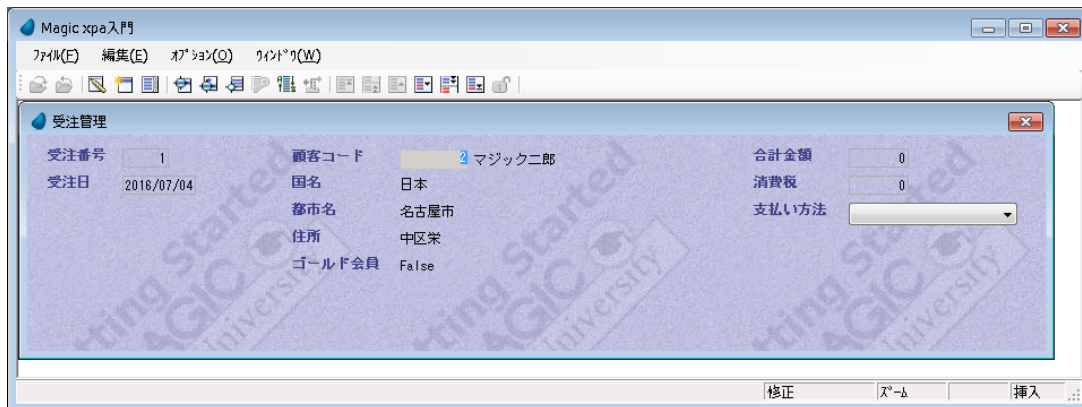 Magic xpa入門
ﾌｧｲﾙ(F) 編集(E) ｵﾌﾟｼｮﾝ(O) ｳｨﾝﾄﾞｳ(W)
受注管理
受注番号 1 顧客コード 2 マジック二郎 合計金額 0
受注日 2016/07/04 国名 日本 消費税 0
都市名 名古屋市 支払い方法
住所 中区栄
ゴールド会員 False
Getting Started
MAGIC
University
修正 ｽﾞｰﾑ 挿入